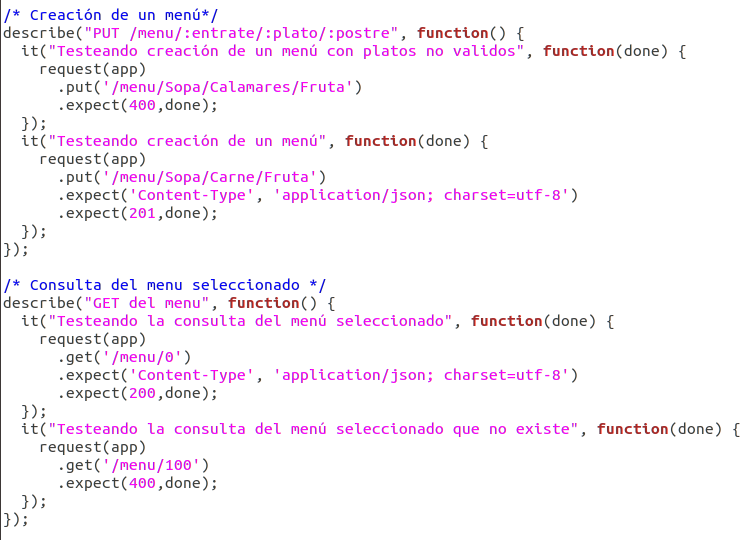 /* Creación de un menú*/
describe("PUT /menu/:entrate/:plato/:postre", function() {
  it("Testeando creación de un menú con platos no validos", function(done) {
    request(app)
      .put('/menu/Sopa/Calamares/Fruta')
      .expect(400,done);
  });
  it("Testeando creación de un menú", function(done) {
    request(app)
      .put('/menu/Sopa/Carne/Fruta')
      .expect('Content-Type', 'application/json; charset=utf-8')
      .expect(201,done);
  });
});

/* Consulta del menu seleccionado */
describe("GET del menu", function() {
  it("Testeando la consulta del menú seleccionado", function(done) {
    request(app)
      .get('/menu/0')
      .expect('Content-Type', 'application/json; charset=utf-8')
      .expect(200,done);
  });
  it("Testeando la consulta del menú seleccionado que no existe", function(done) {
    request(app)
      .get('/menu/100')
      .expect(400,done);
  });
});